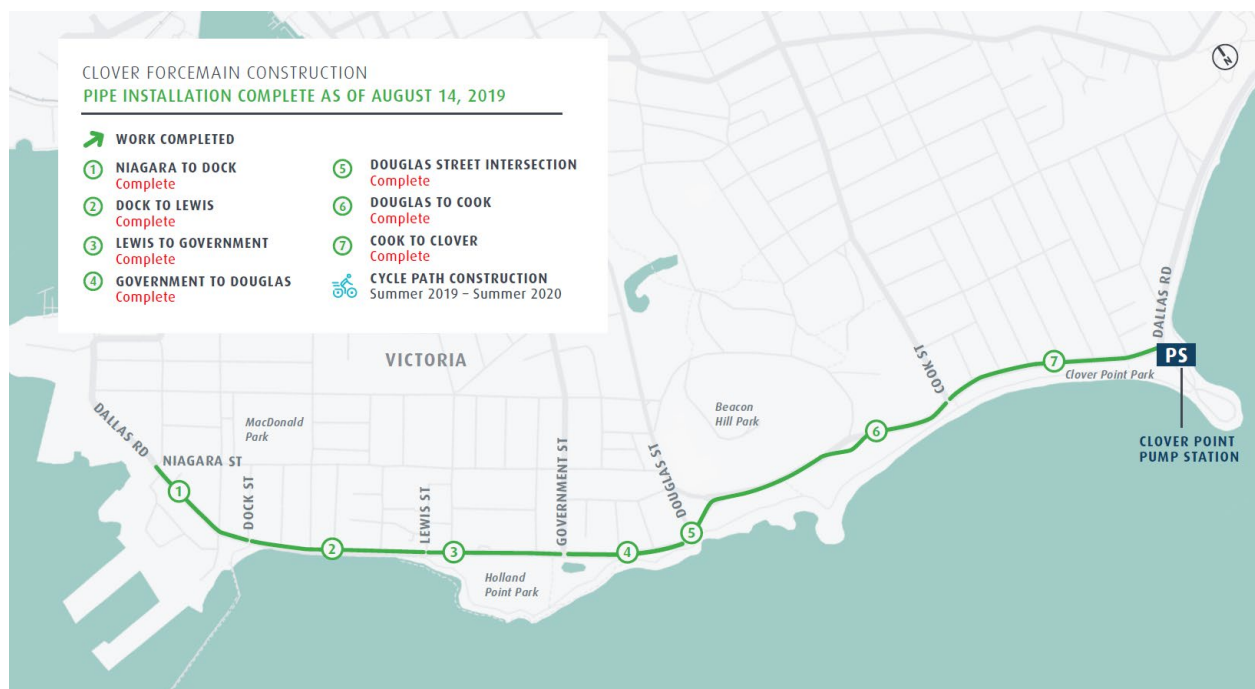 CLOVER FORCEMAIN CONSTRUCTION
PIPE INSTALLATION COMPLETE AS OF AUGUST 14, 2019
WORK COMPLETED
1 NIAGARA TO DOCK
Complete
2 DOCK TO LEWIS
Complete
3 LEWIS TO GOVERNMENT
Complete
4 GOVERNMENT TO DOUGLAS
Complete
5 DOUGLAS STREET INTERSECTION
Complete
6 DOUGLAS TO COOK
Complete
7 COOK TO CLOVER
Complete
CYCLE PATH CONSTRUCTION
Summer 2019 – Summer 2020
N
VICTORIA
DALLAS RD
NIAGARA ST
MacDonald
Park
1
DOCK ST
2
LEWIS ST
3
Holland
Point Park
GOVERNMENT ST
4
DOUGLAS ST
5
Beacon
Hill Park
6
COOK ST
7
Clover Point Park
DALLAS RD
PS
CLOVER POINT
PUMP STATION